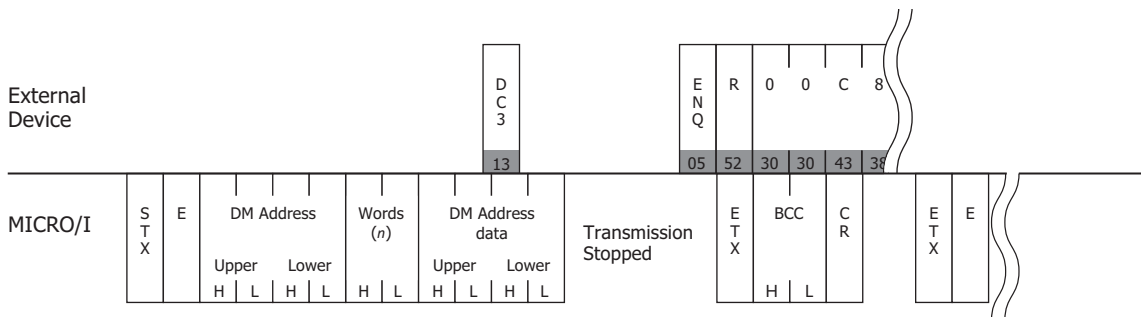 External
Device
D
C
3
13
E
N
Q
R
0
0
C
8
05
52
30
30
43
38
MICRO/I
S
T
X
E
DM Address
Upper
Lower
H
L
H
L
Words
(n)
H
L
DM Address
data
Upper
Lower
H
L
H
L
Transmission
Stopped
E
T
X
BCC
H
L
C
R
E
T
X
E